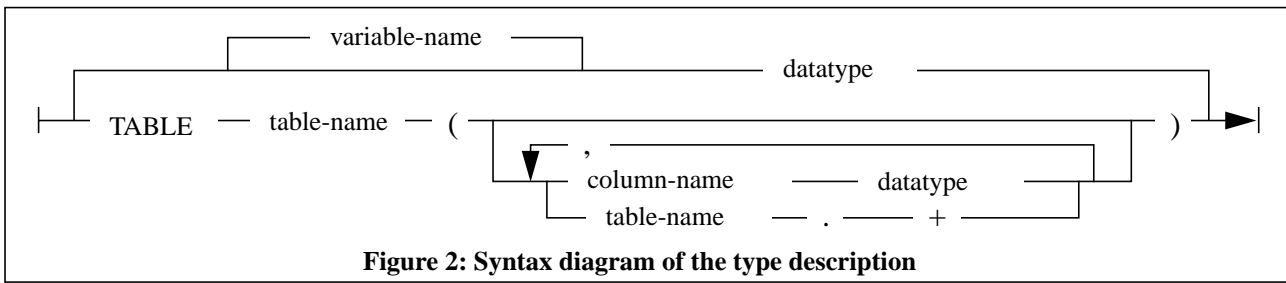 variable-name
datatype
TABLE table-name ( )
,
column-name datatype
table-name . +
Figure 2: Syntax diagram of the type description